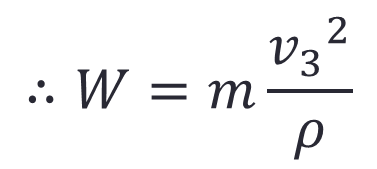 ∴ W = m v₃² / ρ